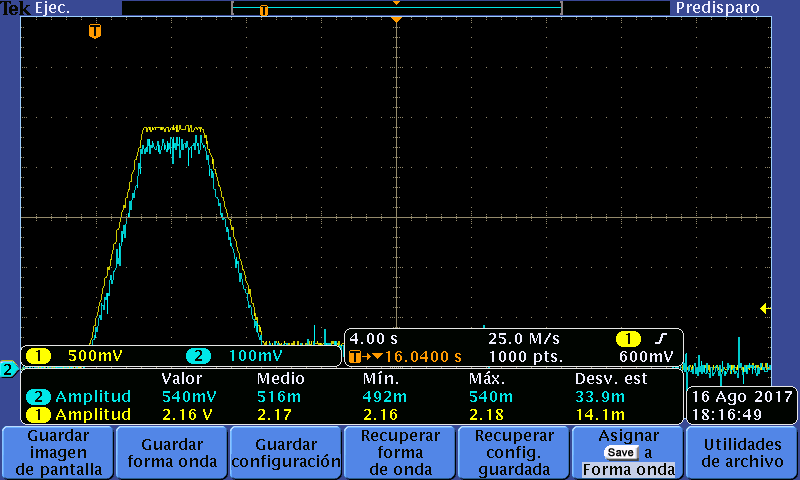 Tek Ejec. T Predisparo
T
4.00 s 25.0 M/s 1
T→▼16.0400 s 1000 pts. 600mV
1 500mV 2 100mV
2
Valor Medio Mín. Máx. Desv. est
2 Amplitud 540mV 516m 492m 540m 33.9m
1 Amplitud 2.16 V 2.17 2.16 2.18 14.1m
16 Ago 2017
18:16:49
Guardar
imagen
de pantalla
Guardar
forma onda
Guardar
configuración
Recuperar
forma
de onda
Recuperar
config.
guardada
Asignar
Save a
Forma onda
Utilidades
de archivo